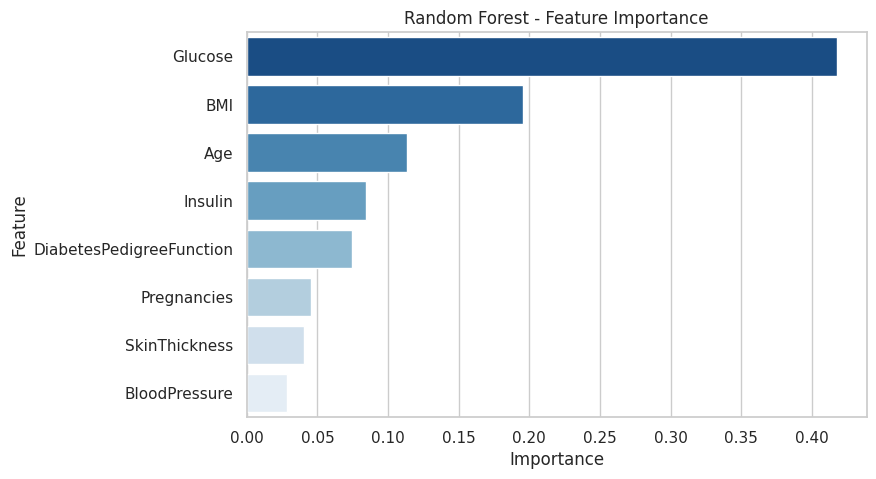 Random Forest - Feature Importance
Feature
Glucose
BMI
Age
Insulin
DiabetesPedigreeFunction
Pregnancies
SkinThickness
BloodPressure
0.00 0.05 0.10 0.15 0.20 0.25 0.30 0.35 0.40
Importance